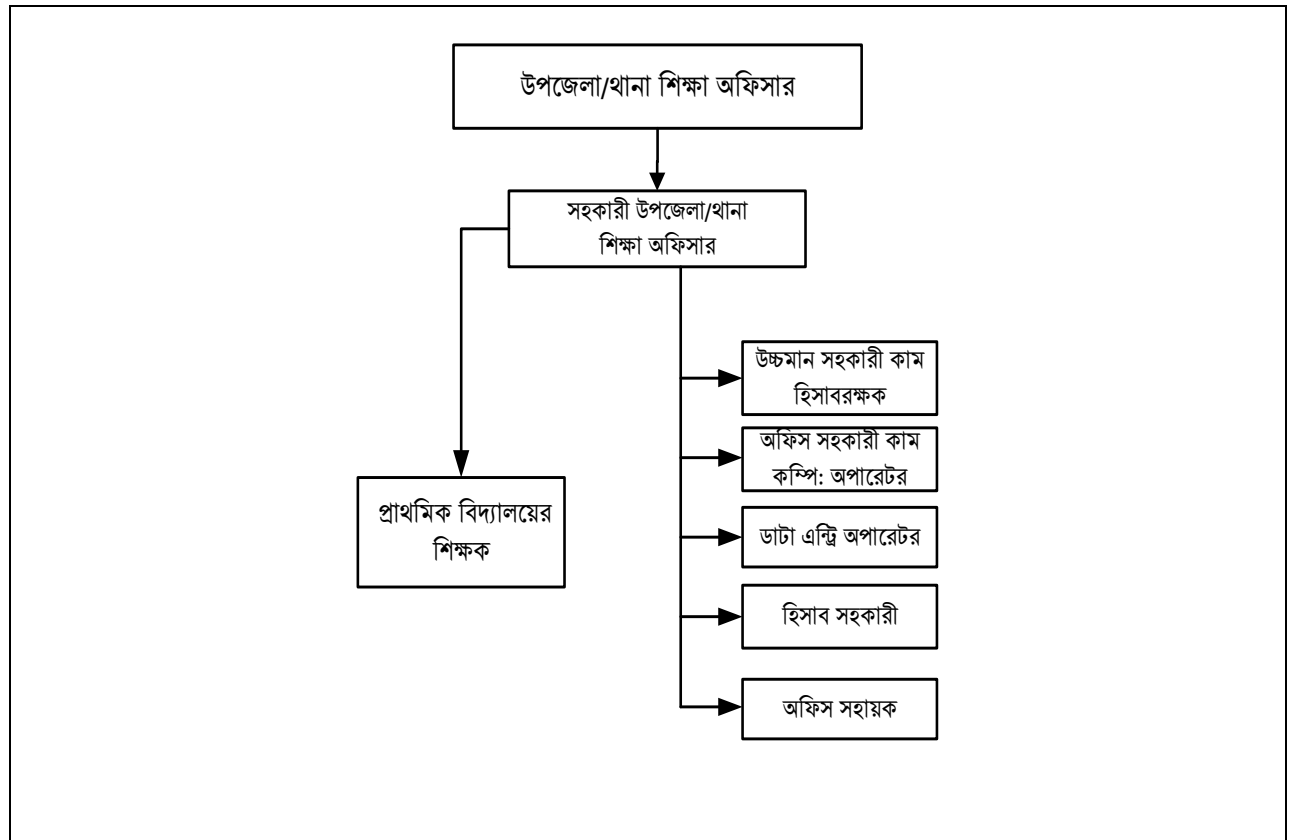 উপজেলা/থানা শিক্ষা অফিসার
সহকারী উপজেলা/থানা
শিক্ষা অফিসার
উচ্চমান সহকারী কাম
হিসাবরক্ষক
অফিস সহকারী কাম
কম্পি: অপারেটর
প্রাথমিক বিদ্যালয়ের
শিক্ষক
ডাটা এন্ট্রি অপারেটর
হিসাব সহকারী
অফিস সহায়ক